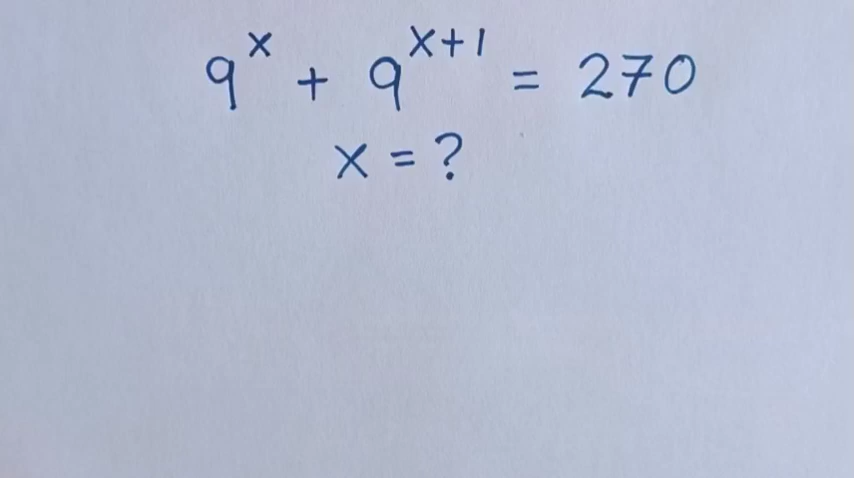 9^x + 9^{x+1} = 270
x = ?